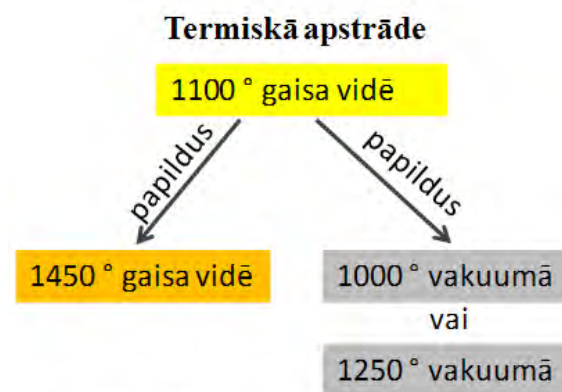 Termiskā apstrāde
1100 ° gaisa vidē
papildus
papildus
1450 ° gaisa vidē
1000 ° vakuumā
vai
1250 ° vakuumā